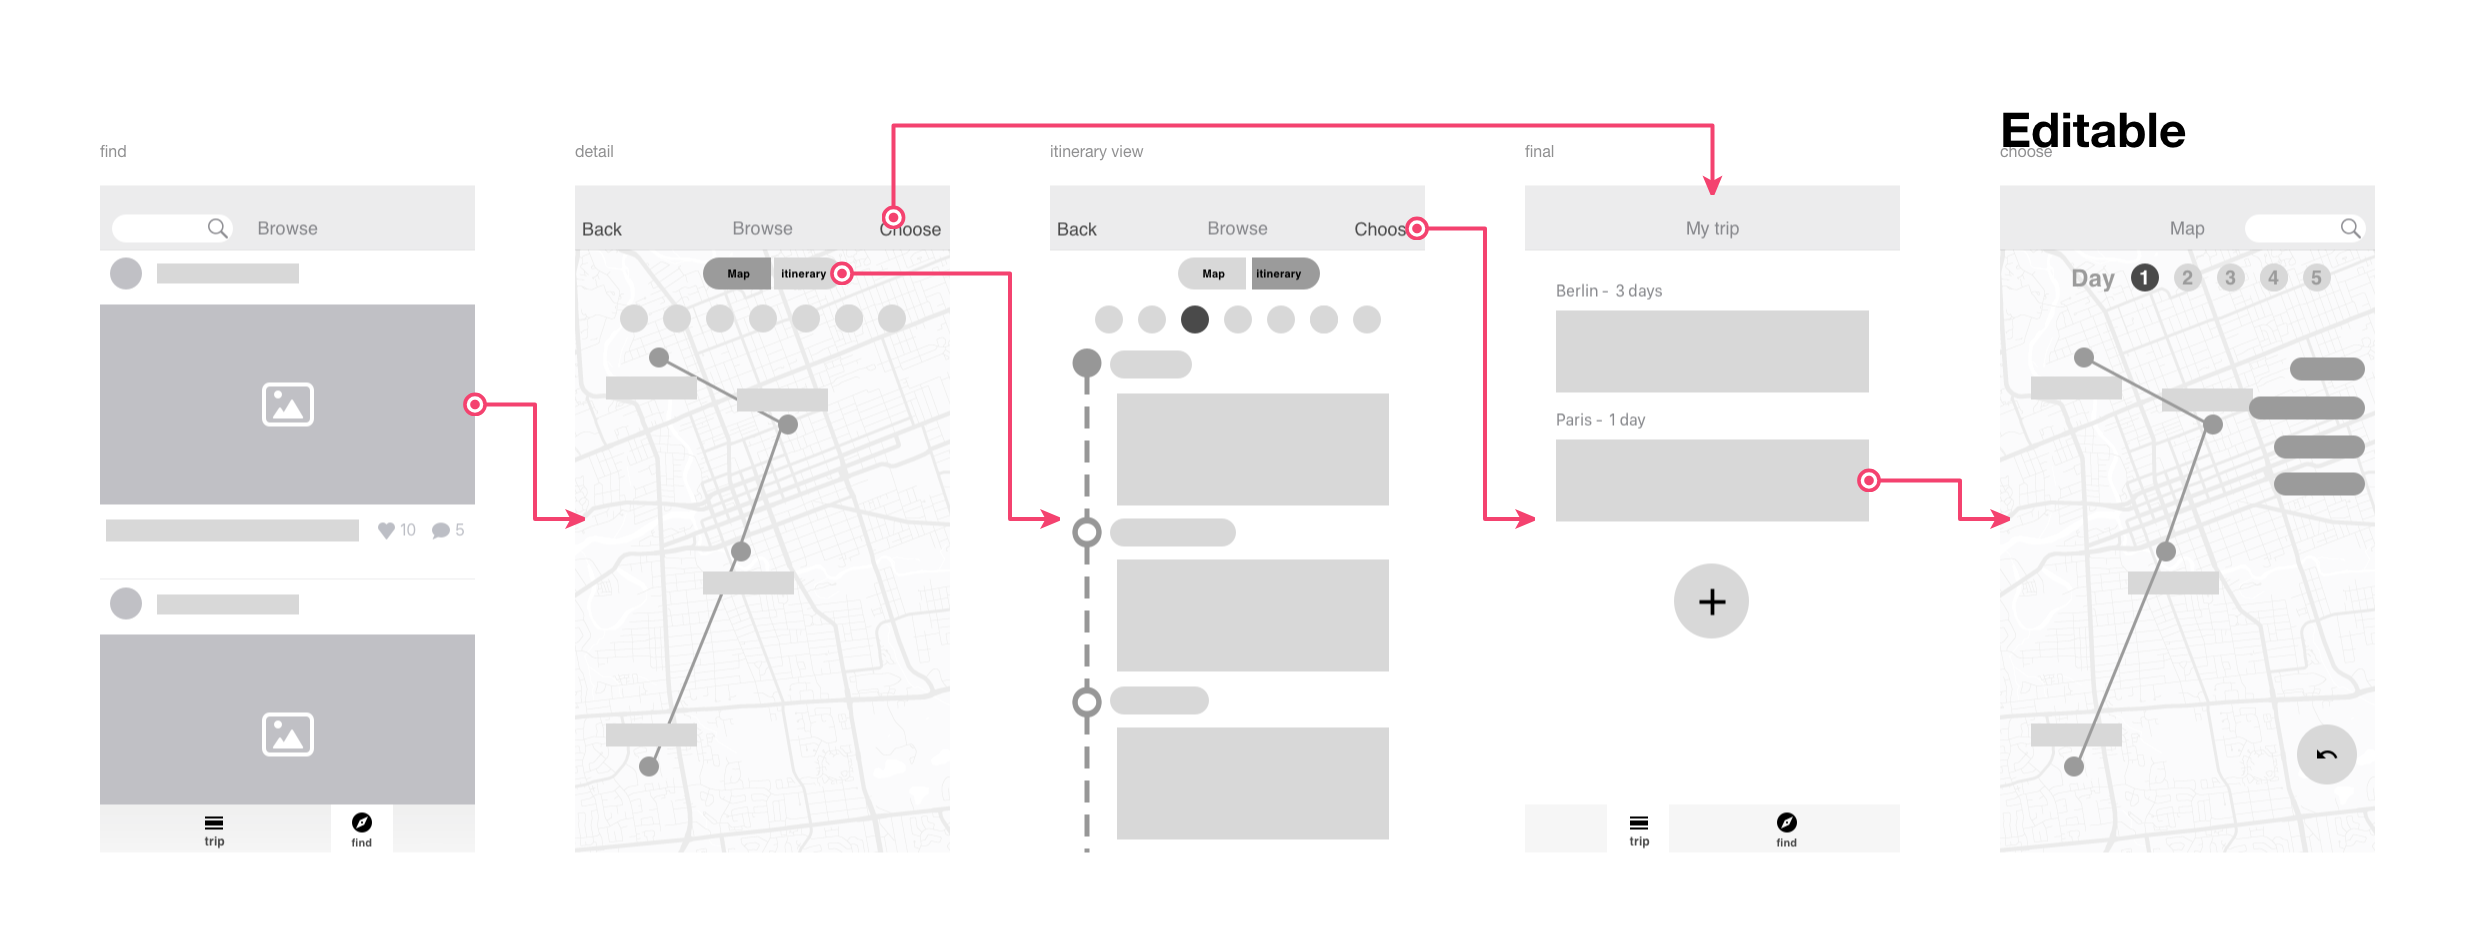 Editable
find
detail
itinerary view
final
choose
Browse
10
5
trip
find
Back
Browse
Choose
Map
itinerary
Back
Browse
Choos
Map
itinerary
My trip
Berlin - 3 days
Paris - 1 day
trip
find
Map
Day 1 2 3 4 5